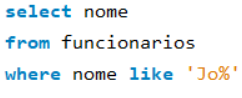 select nome
from funcionarios
where nome like 'Jo%'